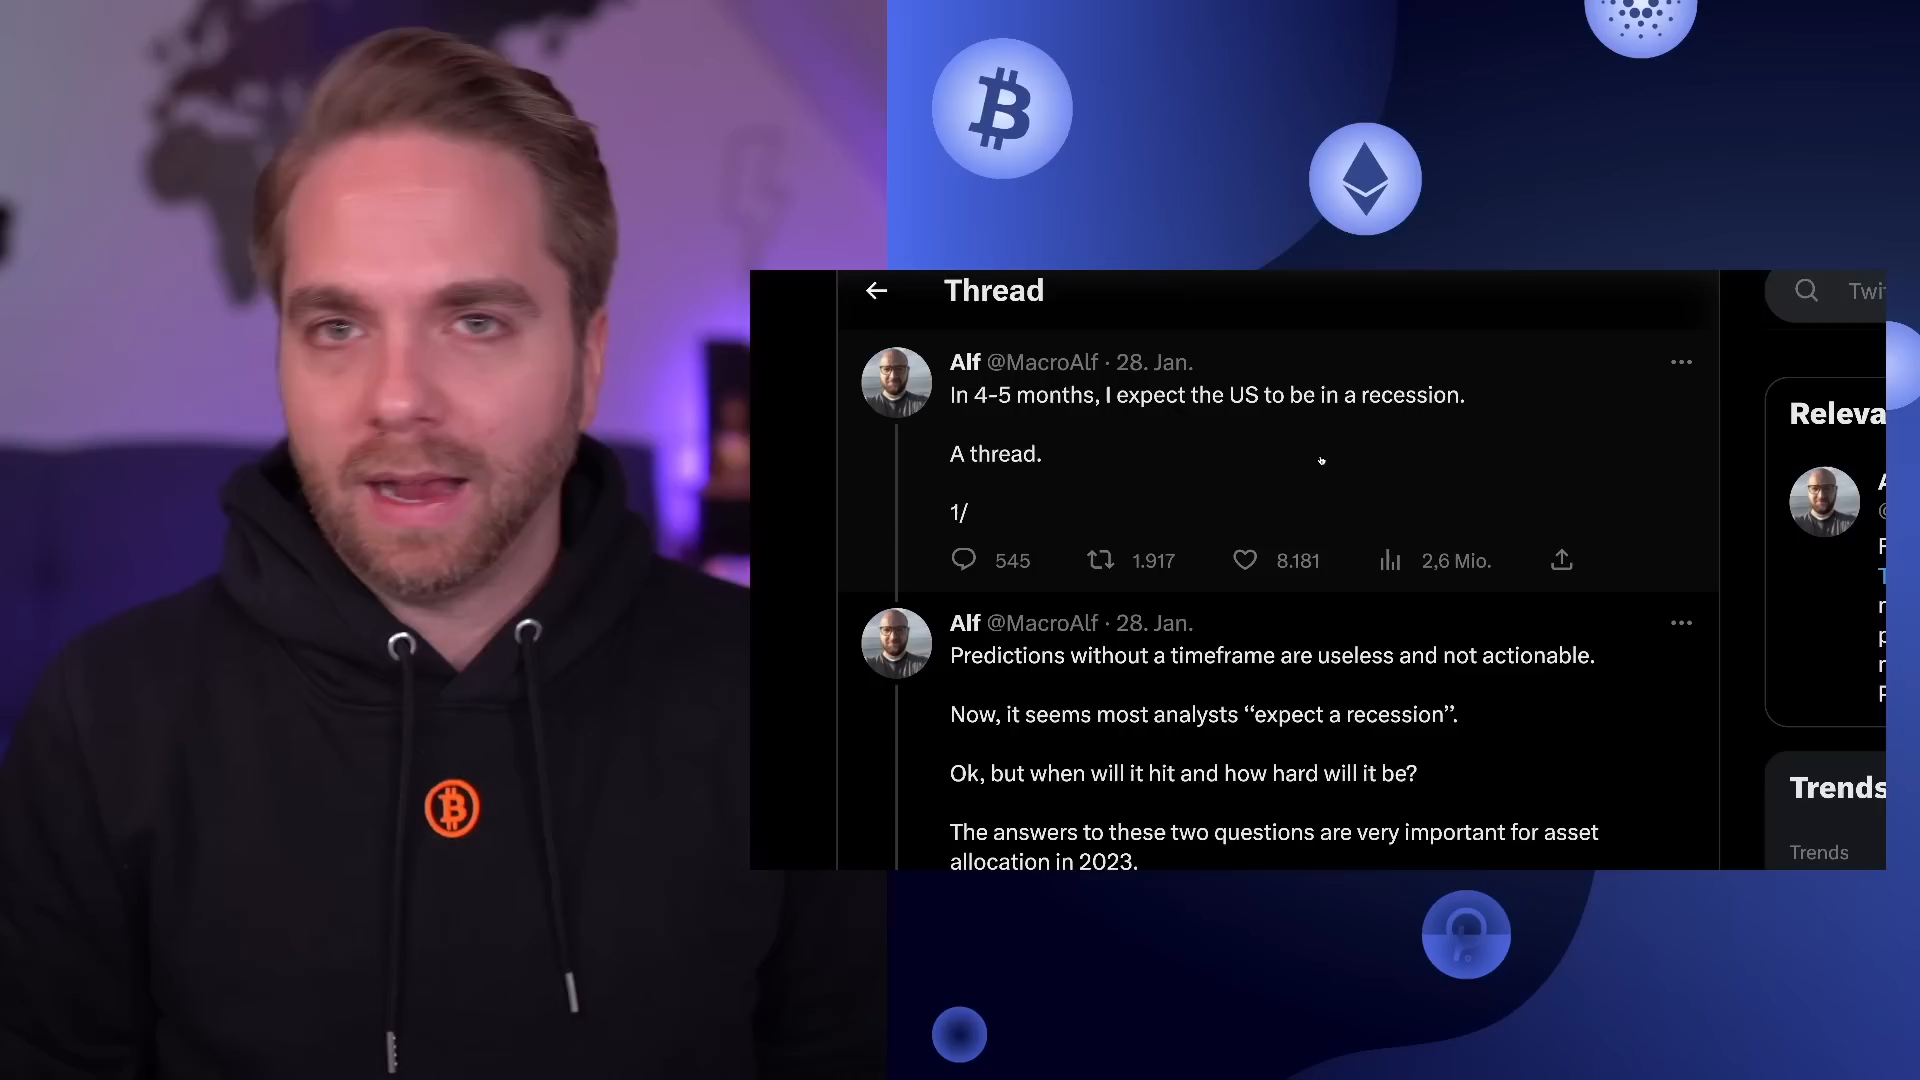 Thread
Twi
Alf @MacroAlf · 28. Jan.
In 4-5 months, I expect the US to be in a recession.
A thread.
1/
545 1.917 8.181 2,6 Mio.
Releva
Alf @MacroAlf · 28. Jan.
Predictions without a timeframe are useless and not actionable.
Now, it seems most analysts “expect a recession”.
Ok, but when will it hit and how hard will it be?
The answers to these two questions are very important for asset
allocation in 2023.
Trends
Trends